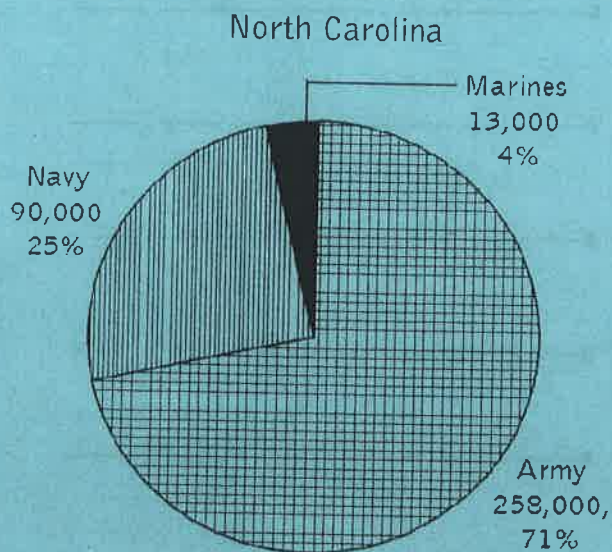 North Carolina
Marines
13,000
4%
Navy
90,000
25%
Army
258,000,
71%